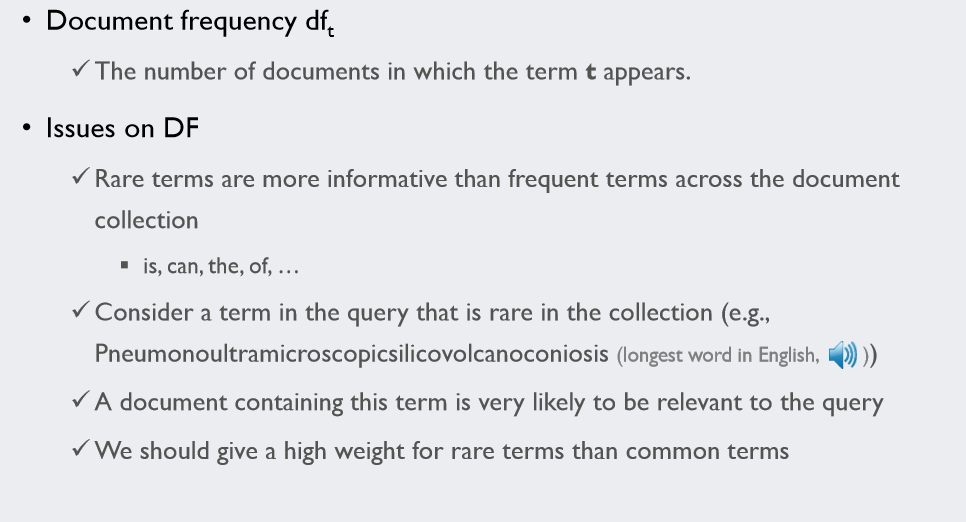 • Document frequency dft
✓ The number of documents in which the term t appears.
• Issues on DF
✓ Rare terms are more informative than frequent terms across the document
collection
▪ is, can, the, of, …
✓ Consider a term in the query that is rare in the collection (e.g.,
Pneumonoultramicroscopicsilicovolcanoconiosis (longest word in English, ))
✓ A document containing this term is very likely to be relevant to the query
✓ We should give a high weight for rare terms than common terms